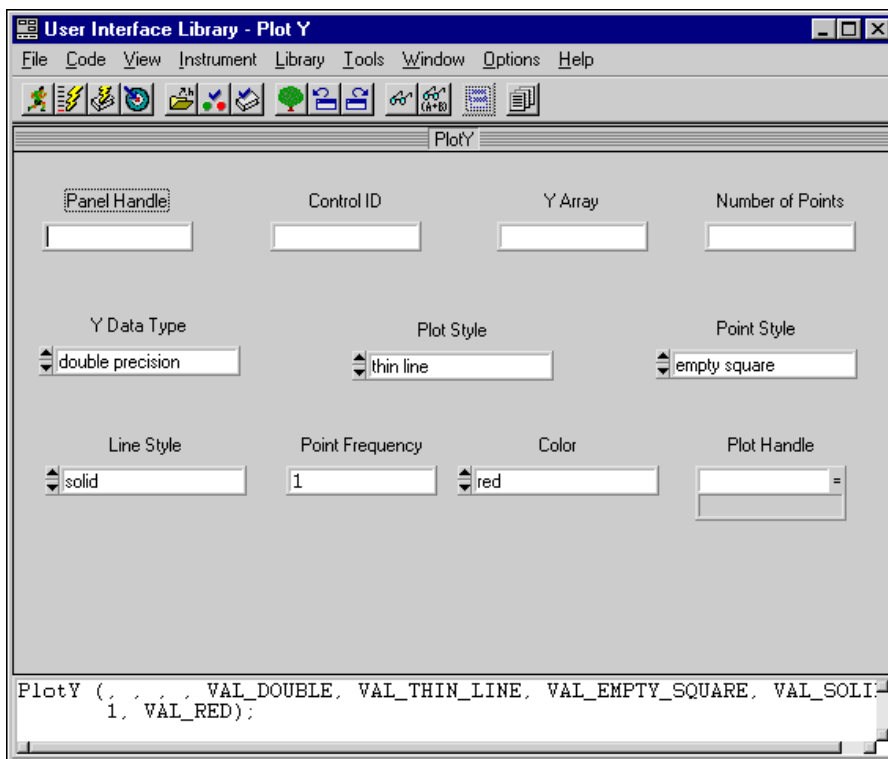 User Interface Library - Plot Y
File Code View Instrument Library Tools Window Options Help
PlotY
Panel Handle Control ID Y Array Number of Points
Y Data Type Plot Style Point Style
double precision thin line empty square
Line Style Point Frequency Color Plot Handle
solid 1 red =
PlotY (, , , , VAL_DOUBLE, VAL_THIN_LINE, VAL_EMPTY_SQUARE, VAL_SOLI
1, VAL_RED);